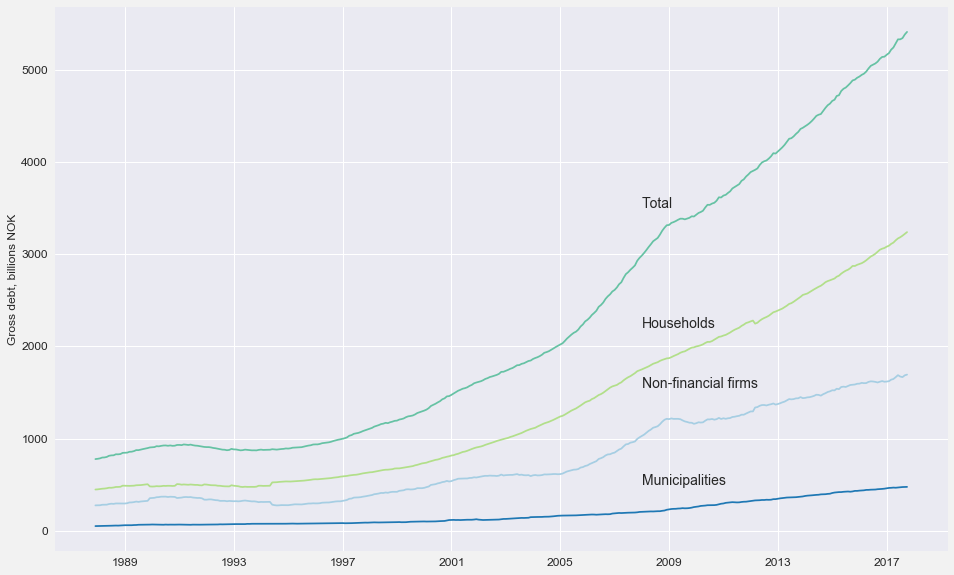 Gross debt, billions NOK
5000
4000
3000
2000
1000
0
Total
Households
Non-financial firms
Municipalities
1989 1993 1997 2001 2005 2009 2013 2017